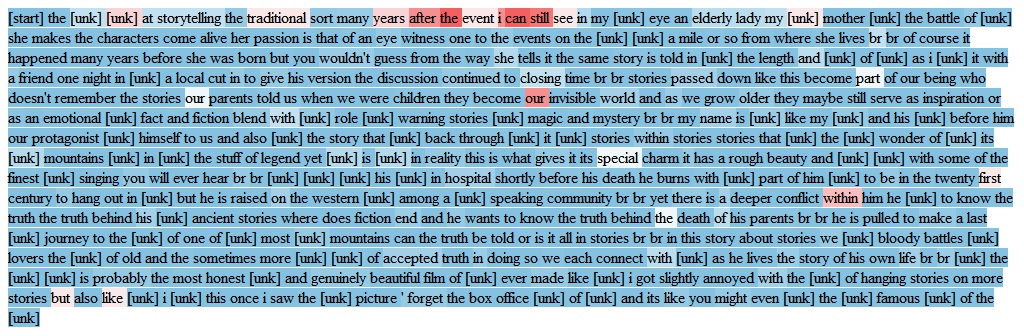 [start] the [unk] [unk] at storytelling the traditional sort many years after the event i can still see in my [unk] eye an elderly lady my [unk] mother [unk] the battle of [unk]
she makes the characters come alive her passion is that of an eye witness one to the events on the [unk] [unk] a mile or so from where she lives br br of course it
happened many years before she was born but you wouldn't guess from the way she tells it the same story is told in [unk] the length and [unk] of [unk] as i [unk] it with
a friend one night in [unk] a local cut in to give his version the discussion continued to closing time br br stories passed down like this become part of our being who
doesn't remember the stories our parents told us when we were children they become our invisible world and as we grow older they maybe still serve as inspiration or
as an emotional [unk] fact and fiction blend with [unk] role [unk] warning stories [unk] magic and mystery br br my name is [unk] like my [unk] and his [unk] before him
our protagonist [unk] himself to us and also [unk] the story that [unk] back through [unk] it [unk] stories within stories stories that [unk] the [unk] wonder of [unk] its
[unk] mountains [unk] in [unk] the stuff of legend yet [unk] is [unk] in reality this is what gives it its special charm it has a rough beauty and [unk] [unk] with some of the
finest [unk] singing you will ever hear br br [unk] [unk] [unk] his [unk] in hospital shortly before his death he burns with [unk] part of him [unk] to be in the twenty first
century to hang out in [unk] but he is raised on the western [unk] among a [unk] speaking community br br yet there is a deeper conflict within him he [unk] to know the
truth the truth behind his [unk] ancient stories where does fiction end and he wants to know the truth behind the death of his parents br br he is pulled to make a last
[unk] journey to the [unk] of one of [unk] most [unk] mountains can the truth be told or is it all in stories br br in this story about stories we [unk] bloody battles [unk]
lovers the [unk] of old and the sometimes more [unk] of accepted truth in doing so we each connect with [unk] as he lives the story of his own life br br [unk] the
[unk] [unk] is probably the most honest [unk] and genuinely beautiful film of [unk] ever made like [unk] i got slightly annoyed with the [unk] of hanging stories on more
stories but also like [unk] i [unk] this once i saw the [unk] picture ' forget the box office [unk] of [unk] and its like you might even [unk] the [unk] famous [unk] of the
[unk]